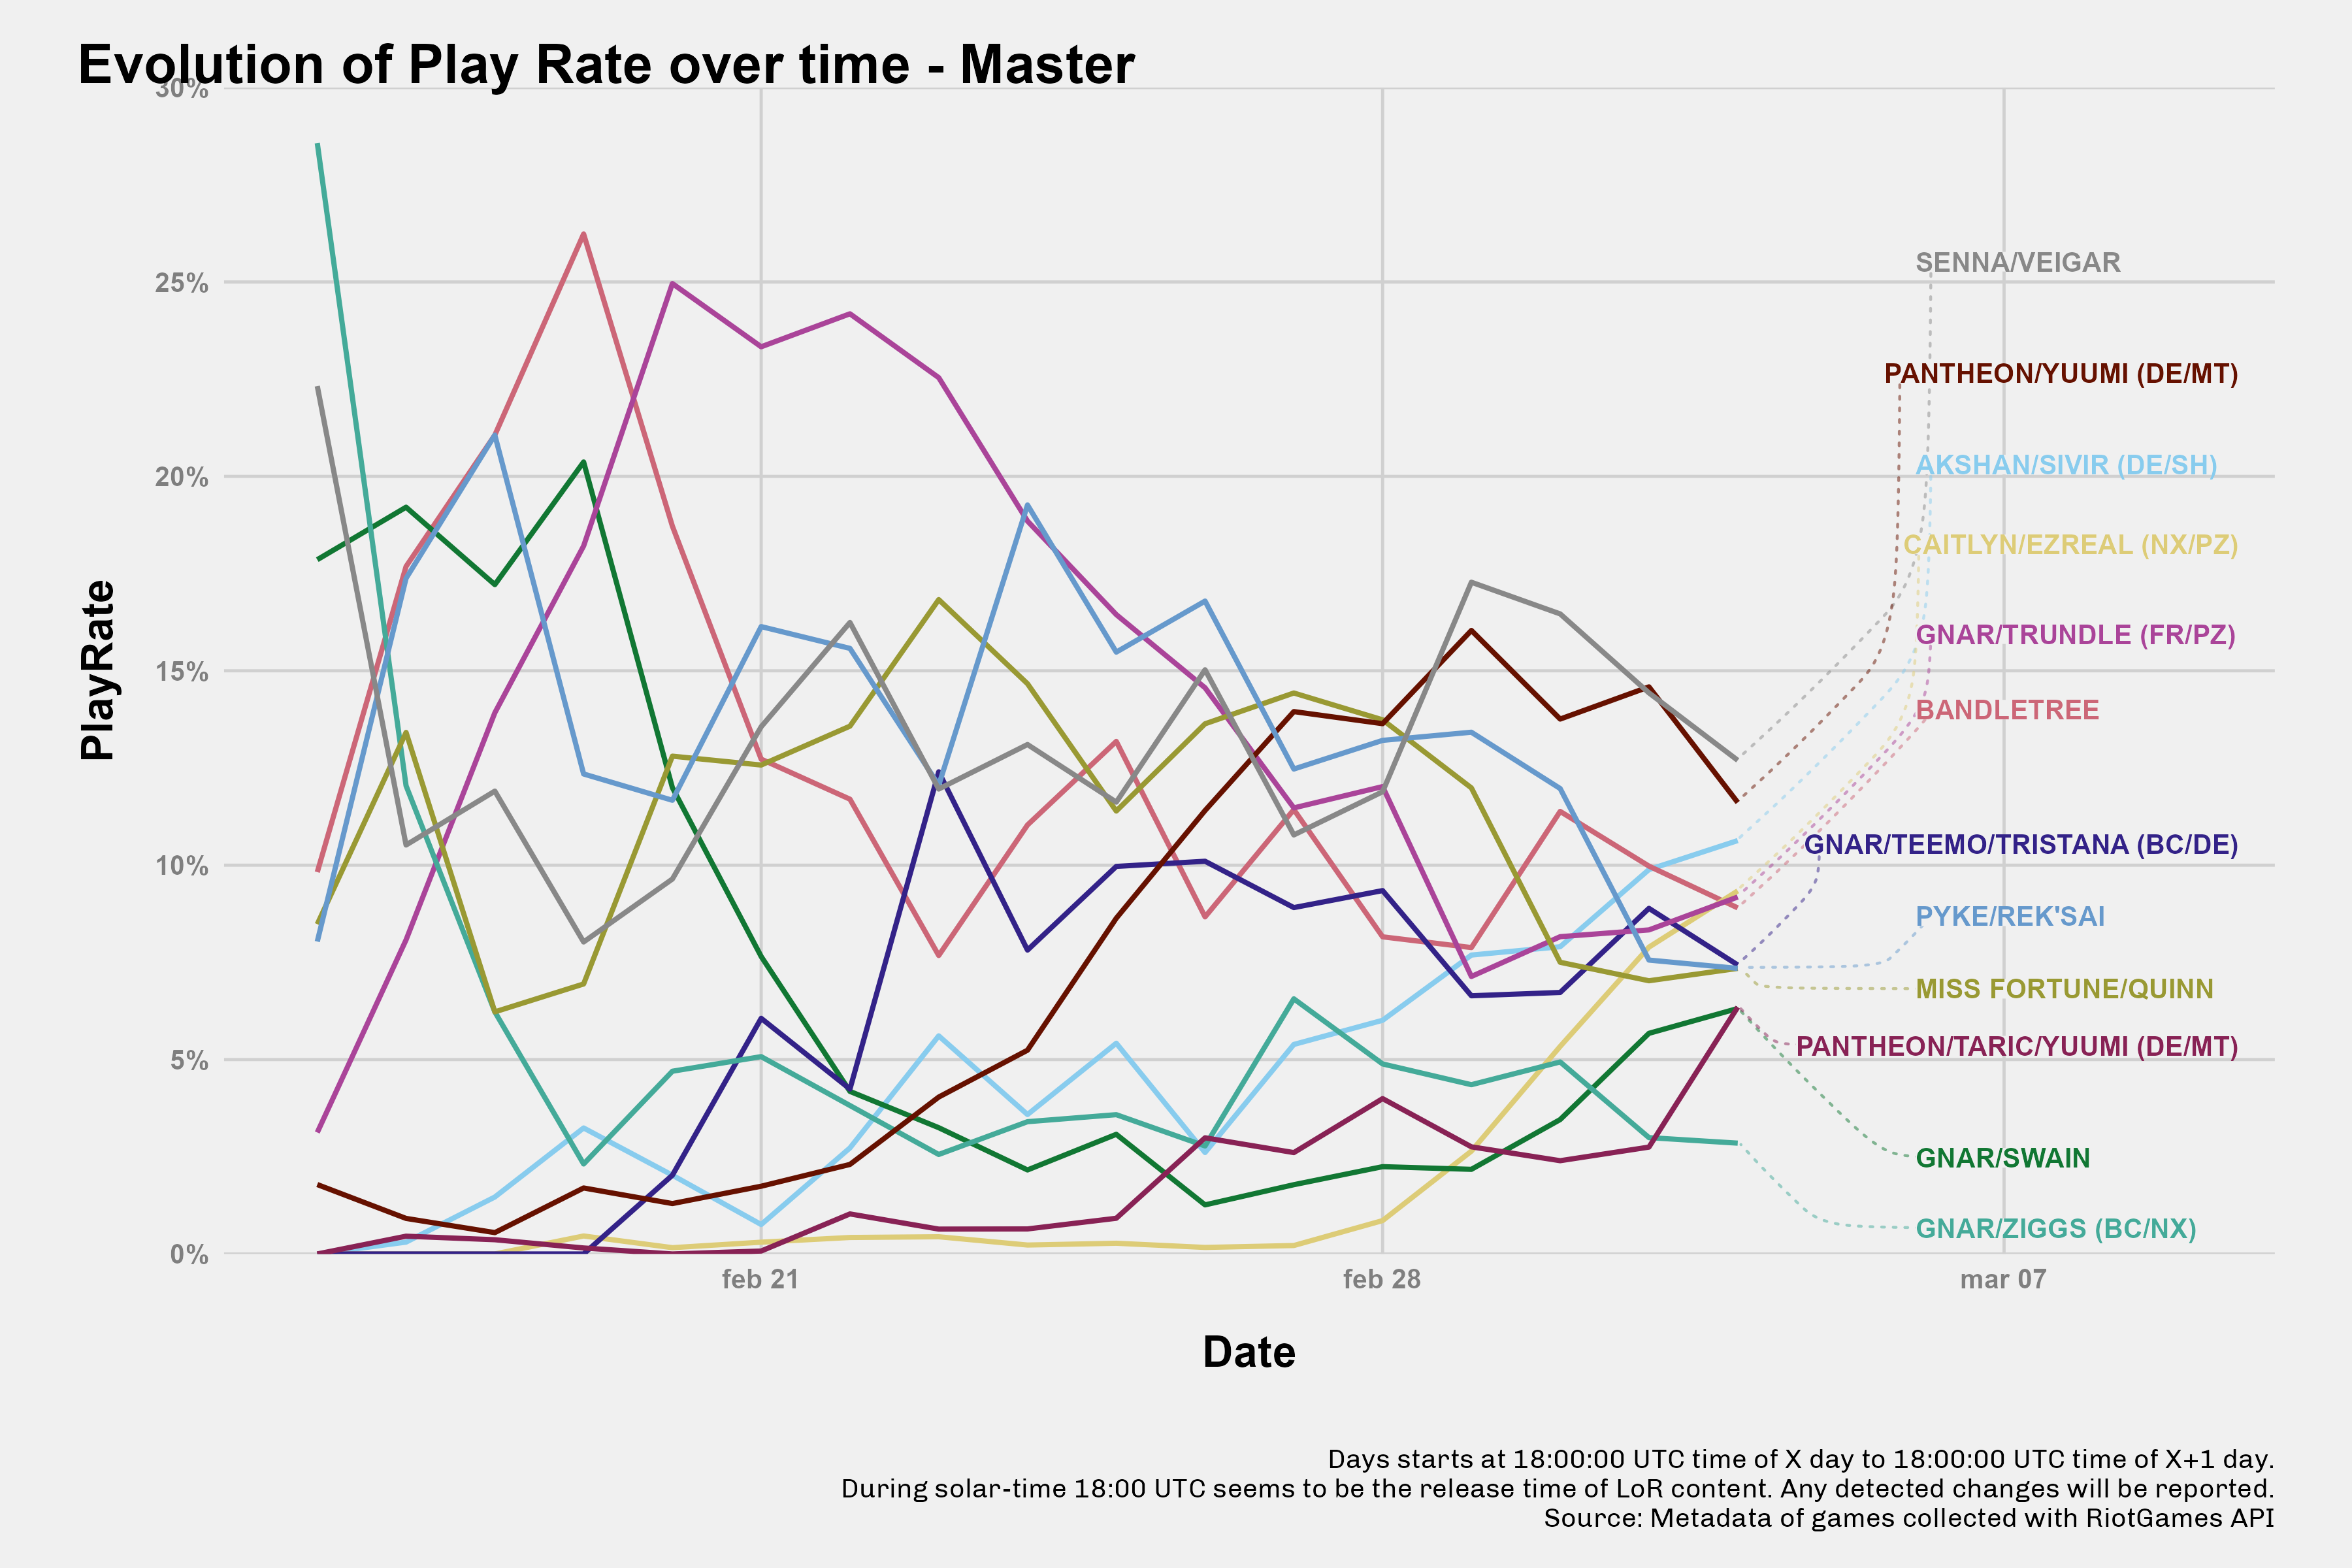 Evolution of Play Rate over time - Master
PlayRate
30%
25%
20%
15%
10%
5%
0%
SENNA/VEIGAR
PANTHEON/YUUMI (DE/MT)
AKSHAN/SIVIR (DE/SH)
CAITLYN/EZREAL (NX/PZ)
GNAR/TRUNDLE (FR/PZ)
BANDLETREE
GNAR/TEEMO/TRISTANA (BC/DE)
PYKE/REK'SAI
MISS FORTUNE/QUINN
PANTHEON/TARIC/YUUMI (DE/MT)
GNAR/SWAIN
GNAR/ZIGGS (BC/NX)
feb 21
feb 28
mar 07
Date
Days starts at 18:00:00 UTC time of X day to 18:00:00 UTC time of X+1 day.
During solar-time 18:00 UTC seems to be the release time of LoR content. Any detected changes will be reported.
Source: Metadata of games collected with RiotGames API